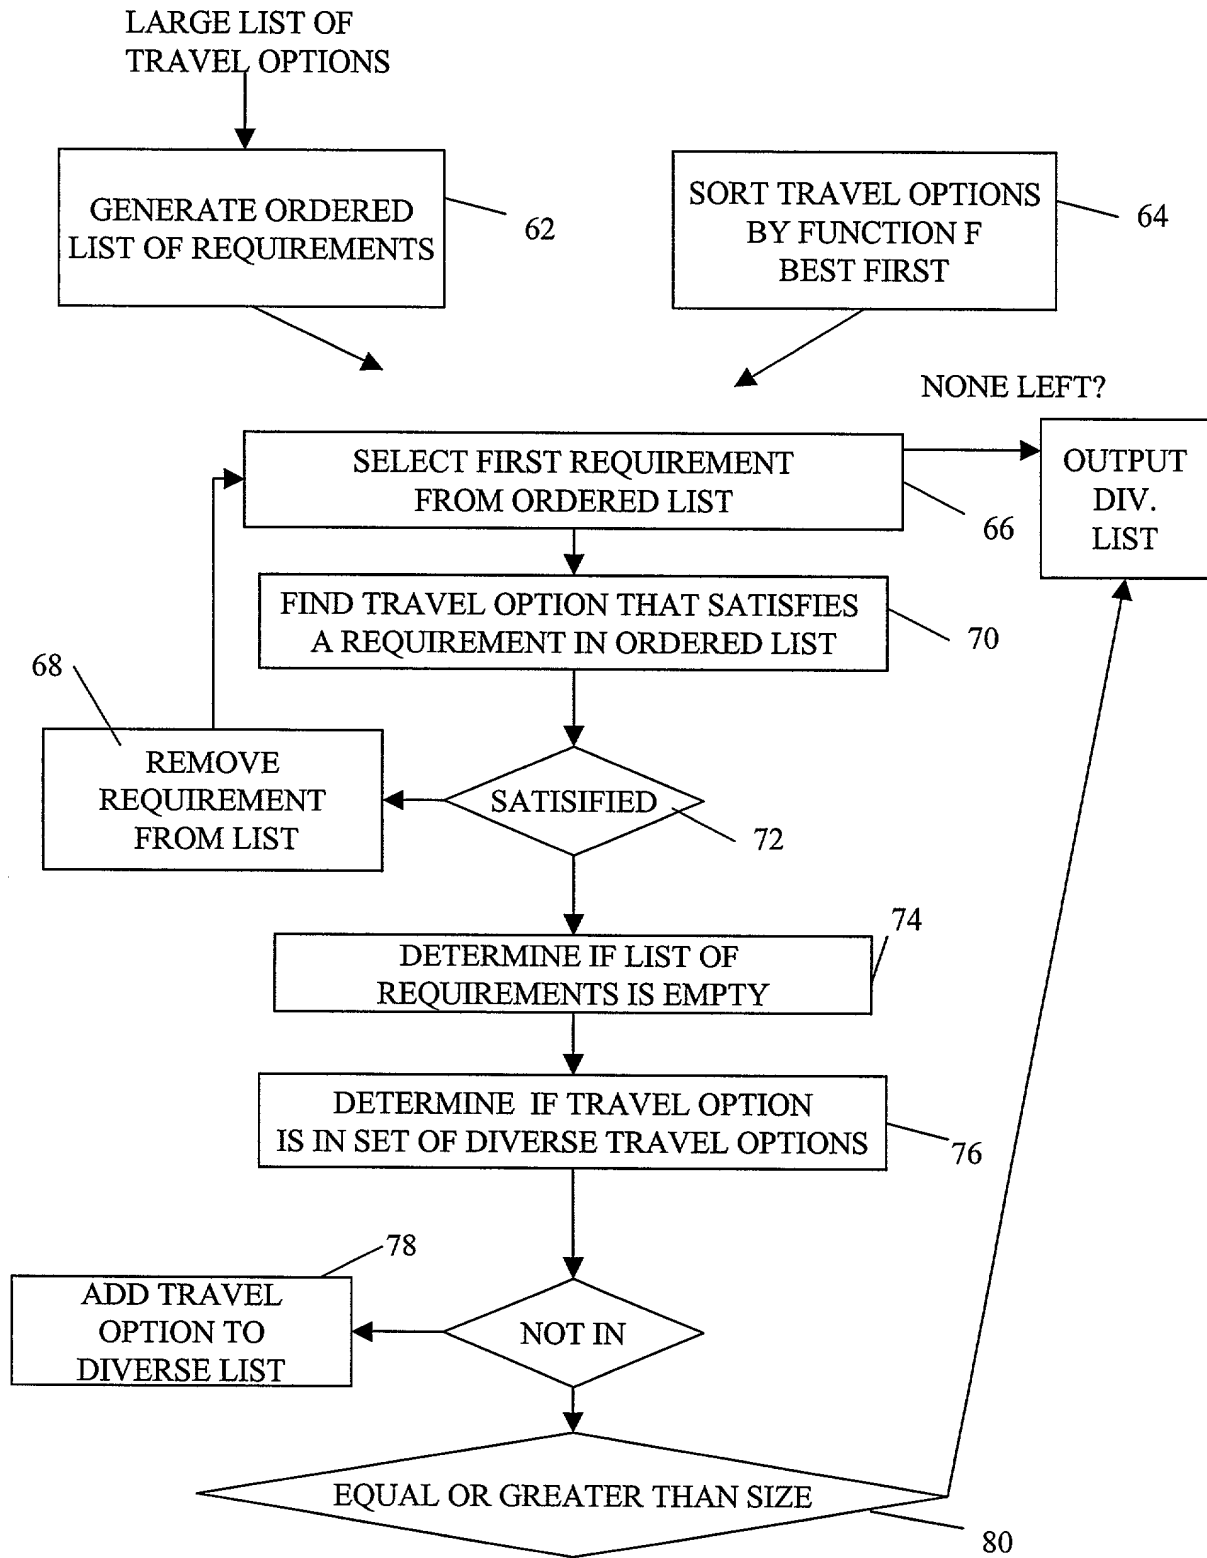 LARGE LIST OF
TRAVEL OPTIONS
GENERATE ORDERED
LIST OF REQUIREMENTS
62
SORT TRAVEL OPTIONS
BY FUNCTION F
BEST FIRST
64
NONE LEFT?
SELECT FIRST REQUIREMENT
FROM ORDERED LIST
66
OUTPUT
DIV.
LIST
FIND TRAVEL OPTION THAT SATISFIES
A REQUIREMENT IN ORDERED LIST
70
68
REMOVE
REQUIREMENT
FROM LIST
SATISIFIED
72
74
DETERMINE IF LIST OF
REQUIREMENTS IS EMPTY
DETERMINE IF TRAVEL OPTION
IS IN SET OF DIVERSE TRAVEL OPTIONS
76
78
ADD TRAVEL
OPTION TO
DIVERSE LIST
NOT IN
EQUAL OR GREATER THAN SIZE
80